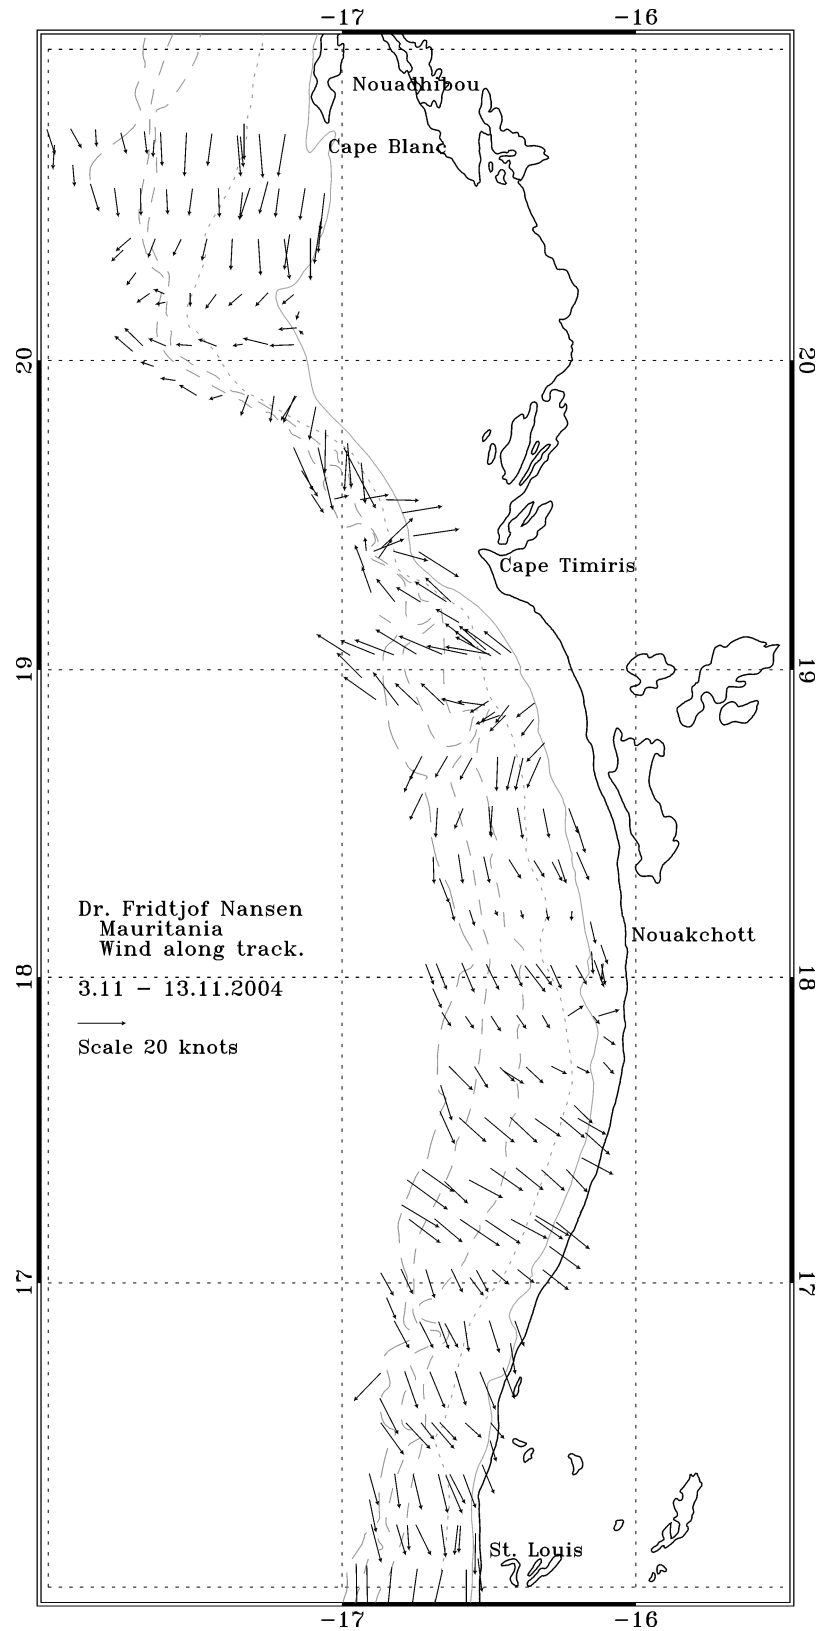 -17 -16
Nouadhibou
Cape Blanc
20 20
Cape Timiris
19 19
Dr. Fridtjof Nansen
Mauritania
Wind along track.
Nouakchott
18 18
3.11 - 13.11.2004
Scale 20 knots
17 17
St. Louis
-17 -16